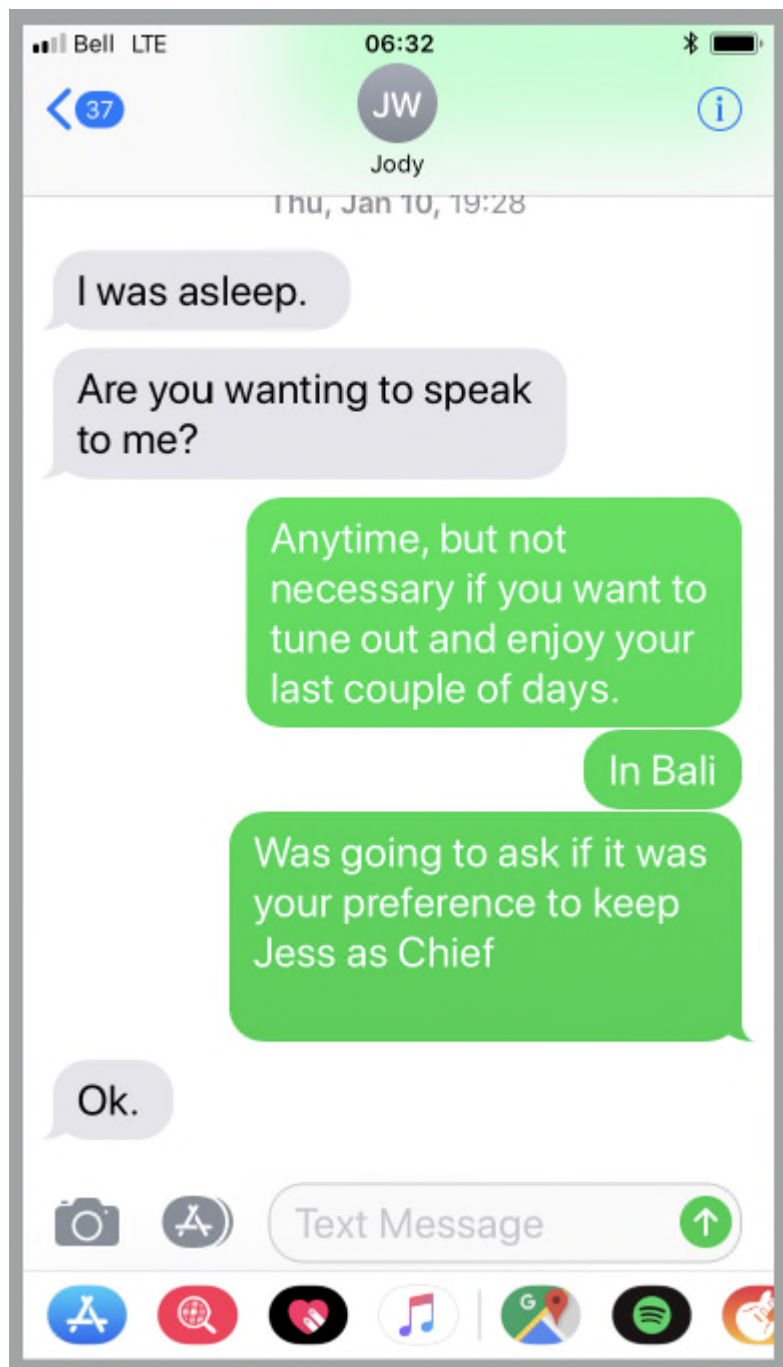 Bell LTE 06:32
37 JW i
Jody
Thu, Jan 10, 19:28
I was asleep.
Are you wanting to speak
to me?
Anytime, but not
necessary if you want to
tune out and enjoy your
last couple of days.
In Bali
Was going to ask if it was
your preference to keep
Jess as Chief
Ok.
Text Message
G